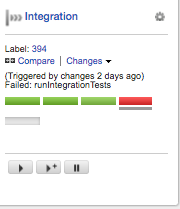 Integration
Label: 394
Compare | Changes
(Triggered by changes 2 days ago)
Failed: runIntegrationTests